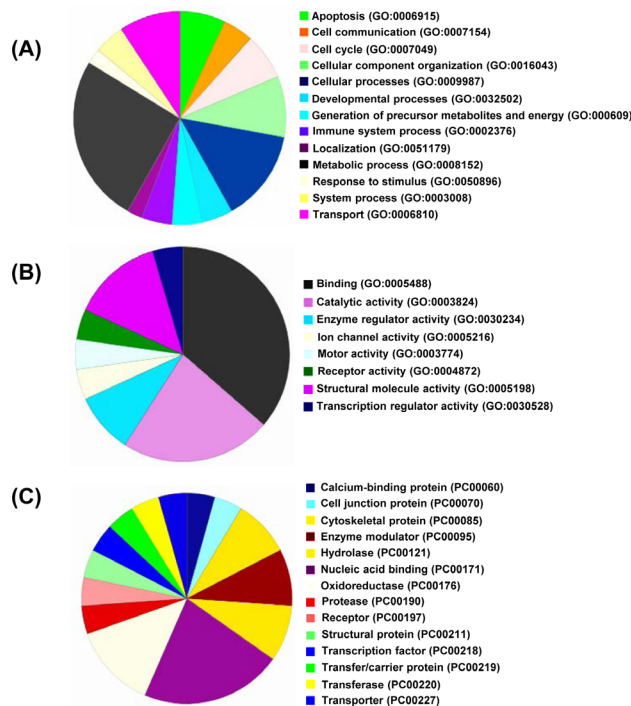 (A)
Apoptosis (GO:0006915)
Cell communication (GO:0007154)
Cell cycle (GO:0007049)
Cellular component organization (GO:0016043)
Cellular processes (GO:0009987)
Developmental processes (GO:0032502)
Generation of precursor metabolites and energy (GO:000609)
Immune system process (GO:0002376)
Localization (GO:0051179)
Metabolic process (GO:0008152)
Response to stimulus (GO:0050896)
System process (GO:0003008)
Transport (GO:0006810)
(B)
Binding (GO:0005488)
Catalytic activity (GO:0003824)
Enzyme regulator activity (GO:0030234)
Ion channel activity (GO:0005216)
Motor activity (GO:0003774)
Receptor activity (GO:0004872)
Structural molecule activity (GO:0005198)
Transcription regulator activity (GO:0030528)
(C)
Calcium-binding protein (PC00060)
Cell junction protein (PC00070)
Cytoskeletal protein (PC00085)
Enzyme modulator (PC00095)
Hydrolase (PC00121)
Nucleic acid binding (PC00171)
Oxidoreductase (PC00176)
Protease (PC00190)
Receptor (PC00197)
Structural protein (PC00211)
Transcription factor (PC00218)
Transfer/carrier protein (PC00219)
Transferase (PC00220)
Transporter (PC00227)